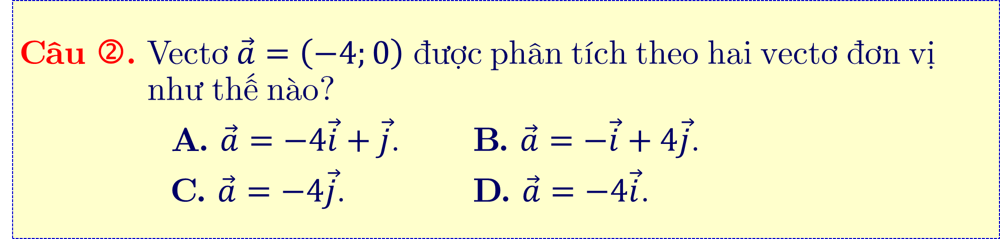 Câu ②. Vectơ $\vec{a} = (-4; 0)$ được phân tích theo hai vectơ đơn vị
như thế nào?
A. $\vec{a} = -4\vec{i} + \vec{j}$. B. $\vec{a} = -\vec{i} + 4\vec{j}$.
C. $\vec{a} = -4\vec{j}$. D. $\vec{a} = -4\vec{i}$.